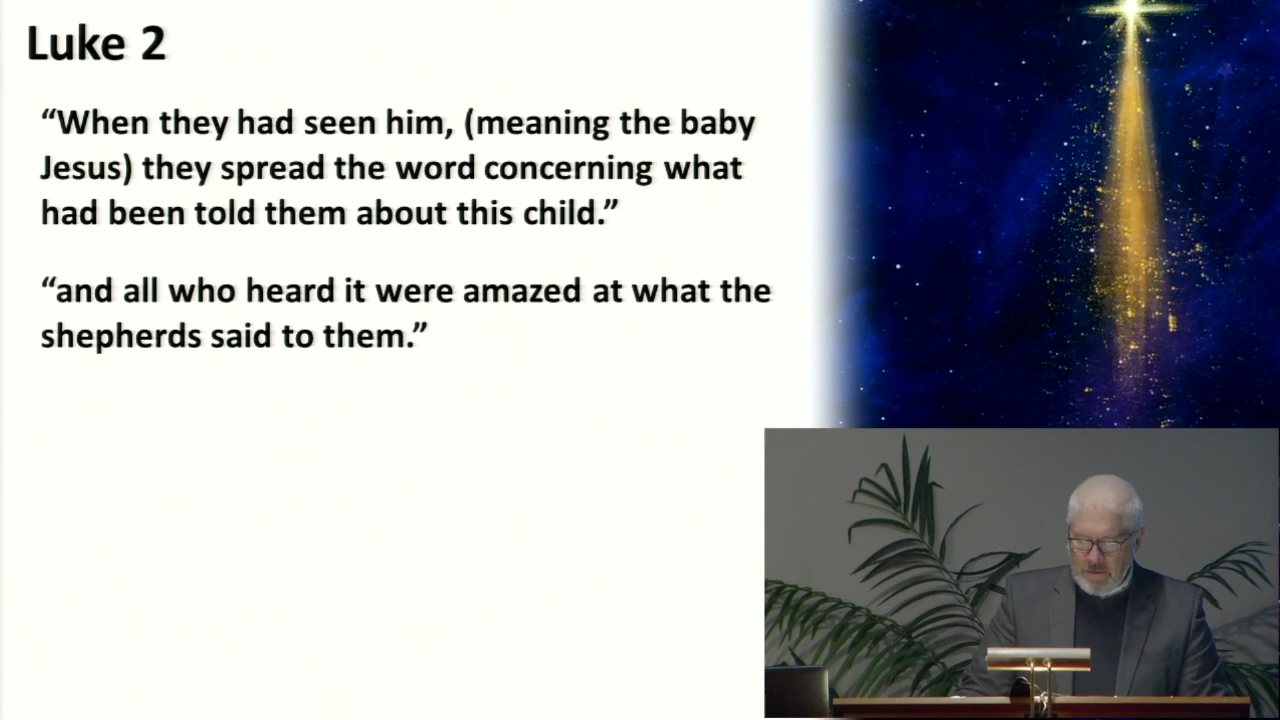 Luke 2
“When they had seen him, (meaning the baby
Jesus) they spread the word concerning what
had been told them about this child.”
“and all who heard it were amazed at what the
shepherds said to them.”